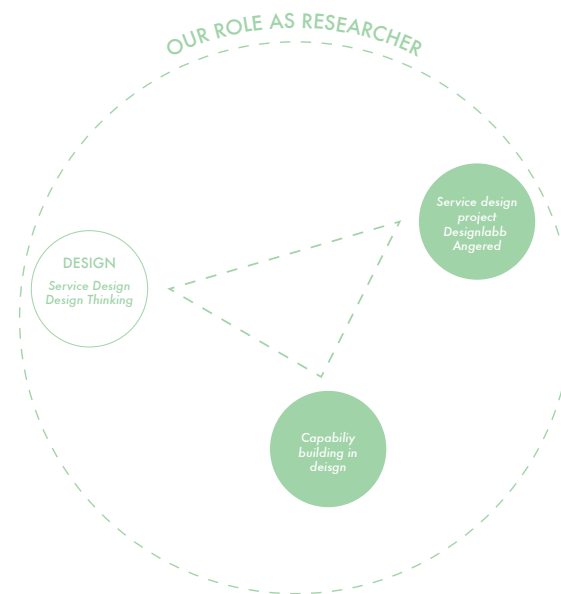 OUR ROLE AS RESEARCHER
Service design
project
Designlabb
Angered
DESIGN
Service Design
Design Thinking
Capabiliy
building in
deisgn